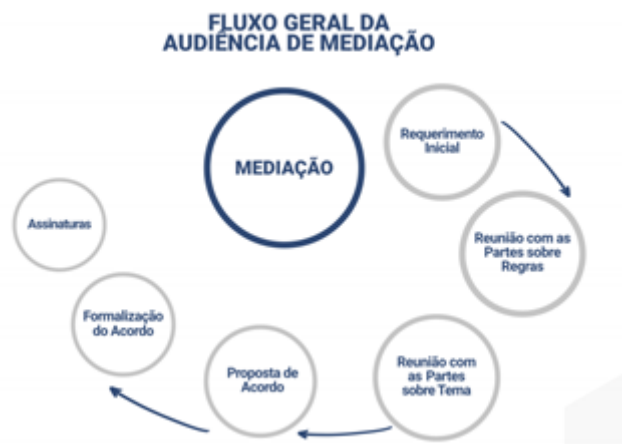 FLUXO GERAL DA
AUDIÊNCIA DE MEDIAÇÃO
MEDIAÇÃO
Requerimento
Inicial
Reunião com as
Partes sobre
Regras
Reunião com
as Partes
sobre Tema
Proposta de
Acordo
Formalização
do Acordo
Assinaturas